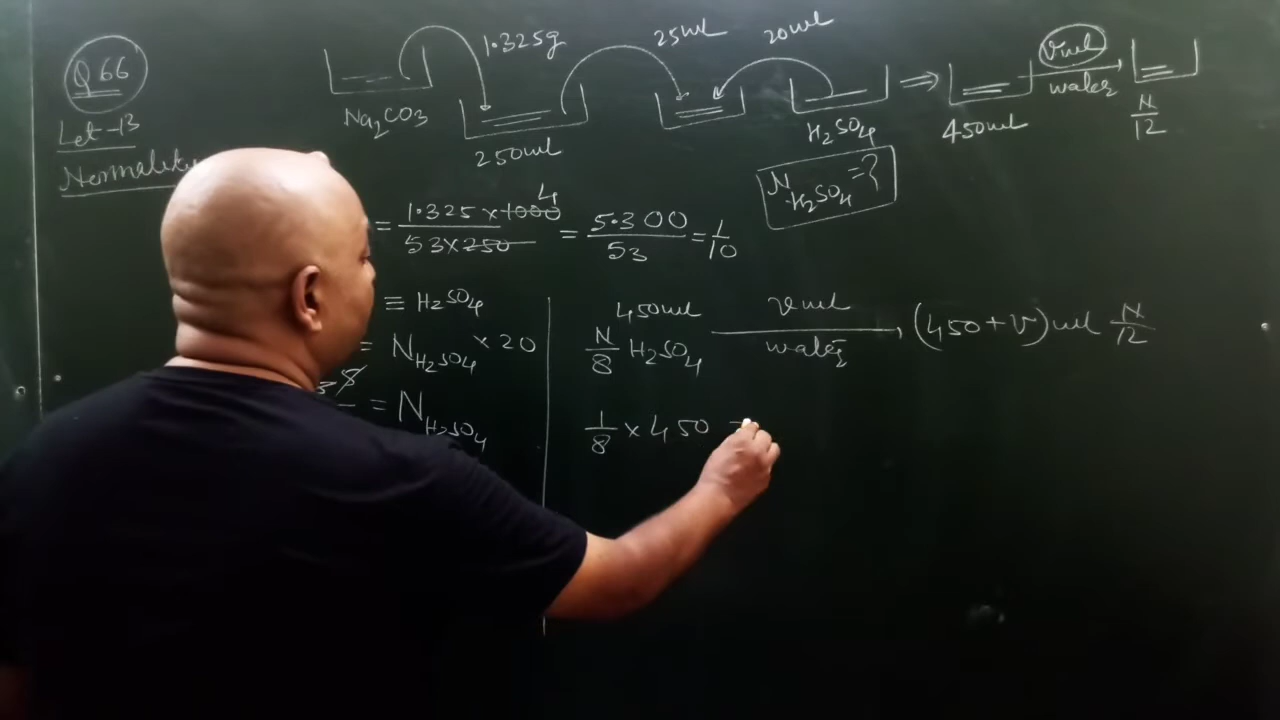 Q 66
Let-13
Normality
Na2CO3
1.325g
250ml
25ml
20ml
H2SO4
450ml
V ml
water
N/12
N H2SO4 = ?
= 1.325 × 1000 4 / 53 × 250 = 5.300 / 53 = 1/10
≡ H2SO4
= N H2SO4 × 20
= N H2SO4
450ml
N/8 H2SO4
V ml
water
(450 + V) ml N/12
1/8 × 450 =